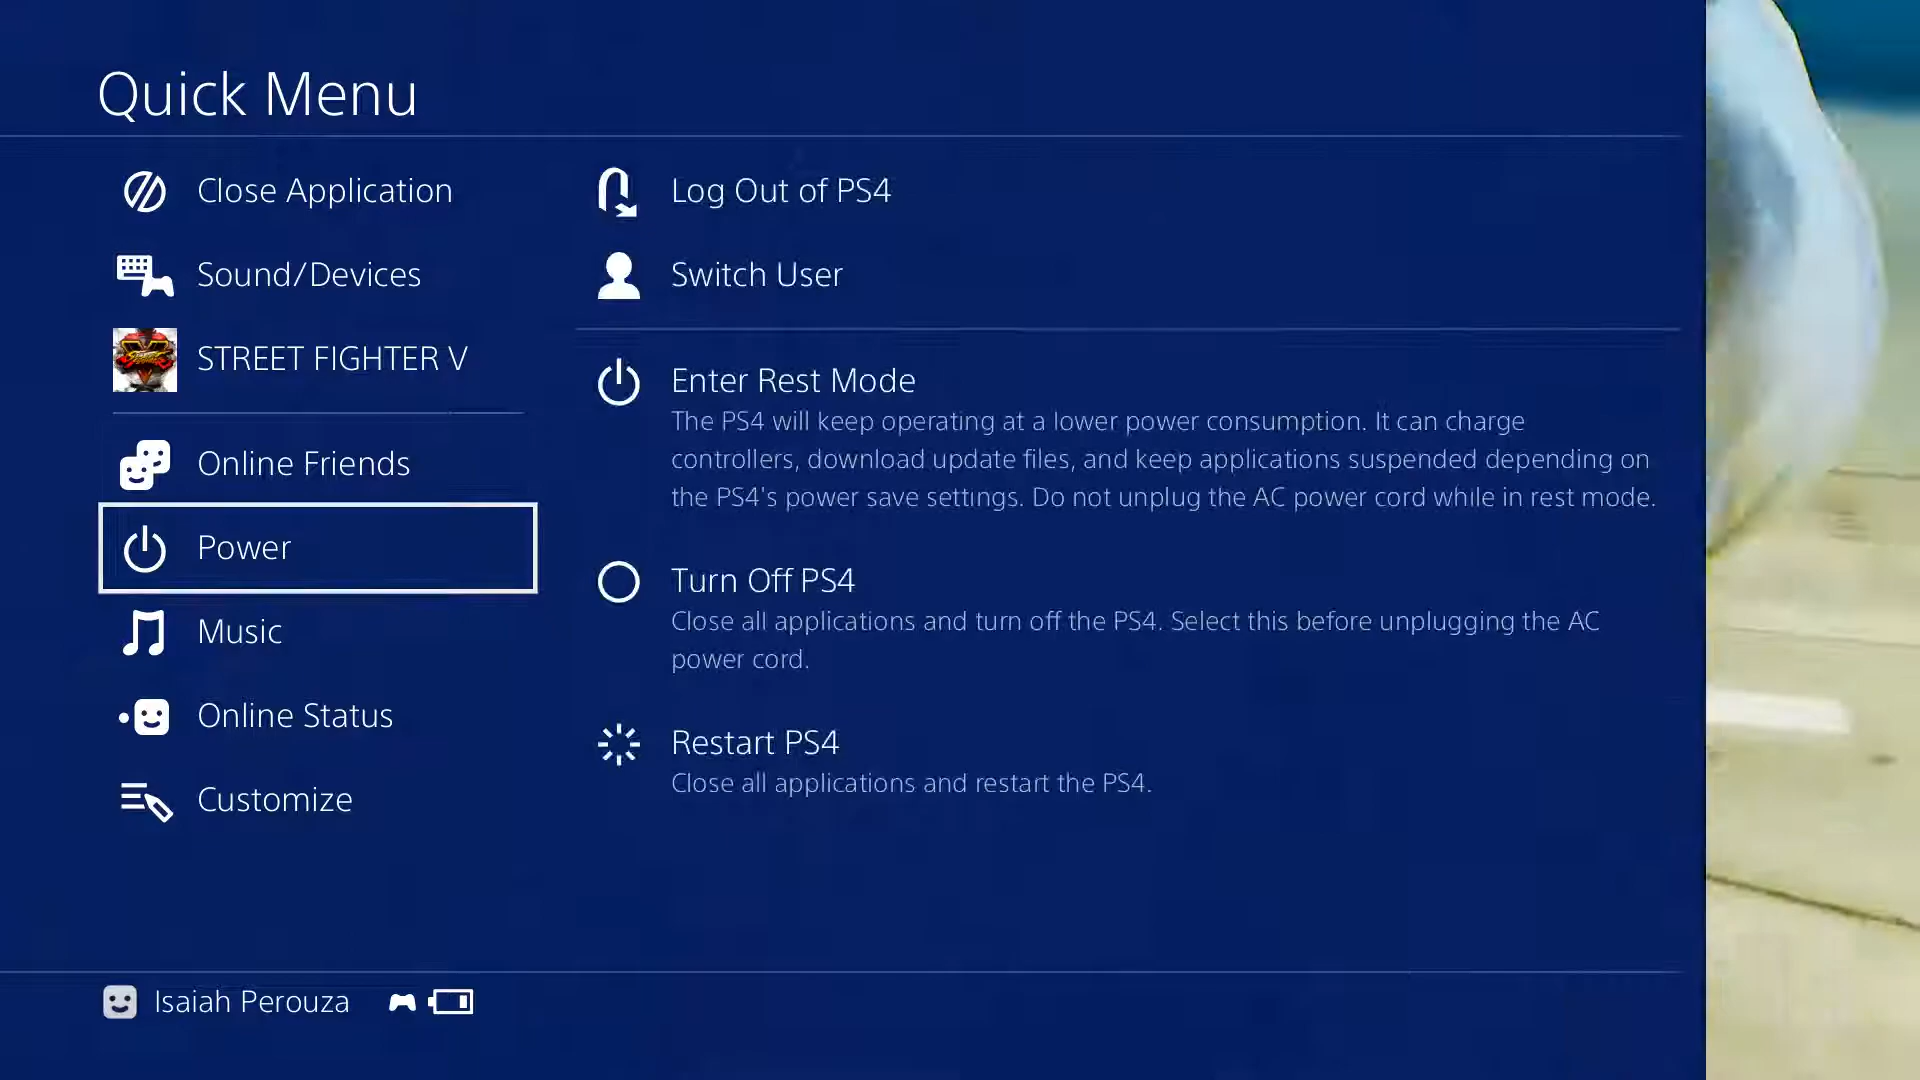 Quick Menu
Close Application
Sound/Devices
STREET FIGHTER V
Online Friends
Power
Music
Online Status
Customize
Log Out of PS4
Switch User
Enter Rest Mode
The PS4 will keep operating at a lower power consumption. It can charge
controllers, download update files, and keep applications suspended depending on
the PS4's power save settings. Do not unplug the AC power cord while in rest mode.
Turn Off PS4
Close all applications and turn off the PS4. Select this before unplugging the AC
power cord.
Restart PS4
Close all applications and restart the PS4.
Isaiah Perouza